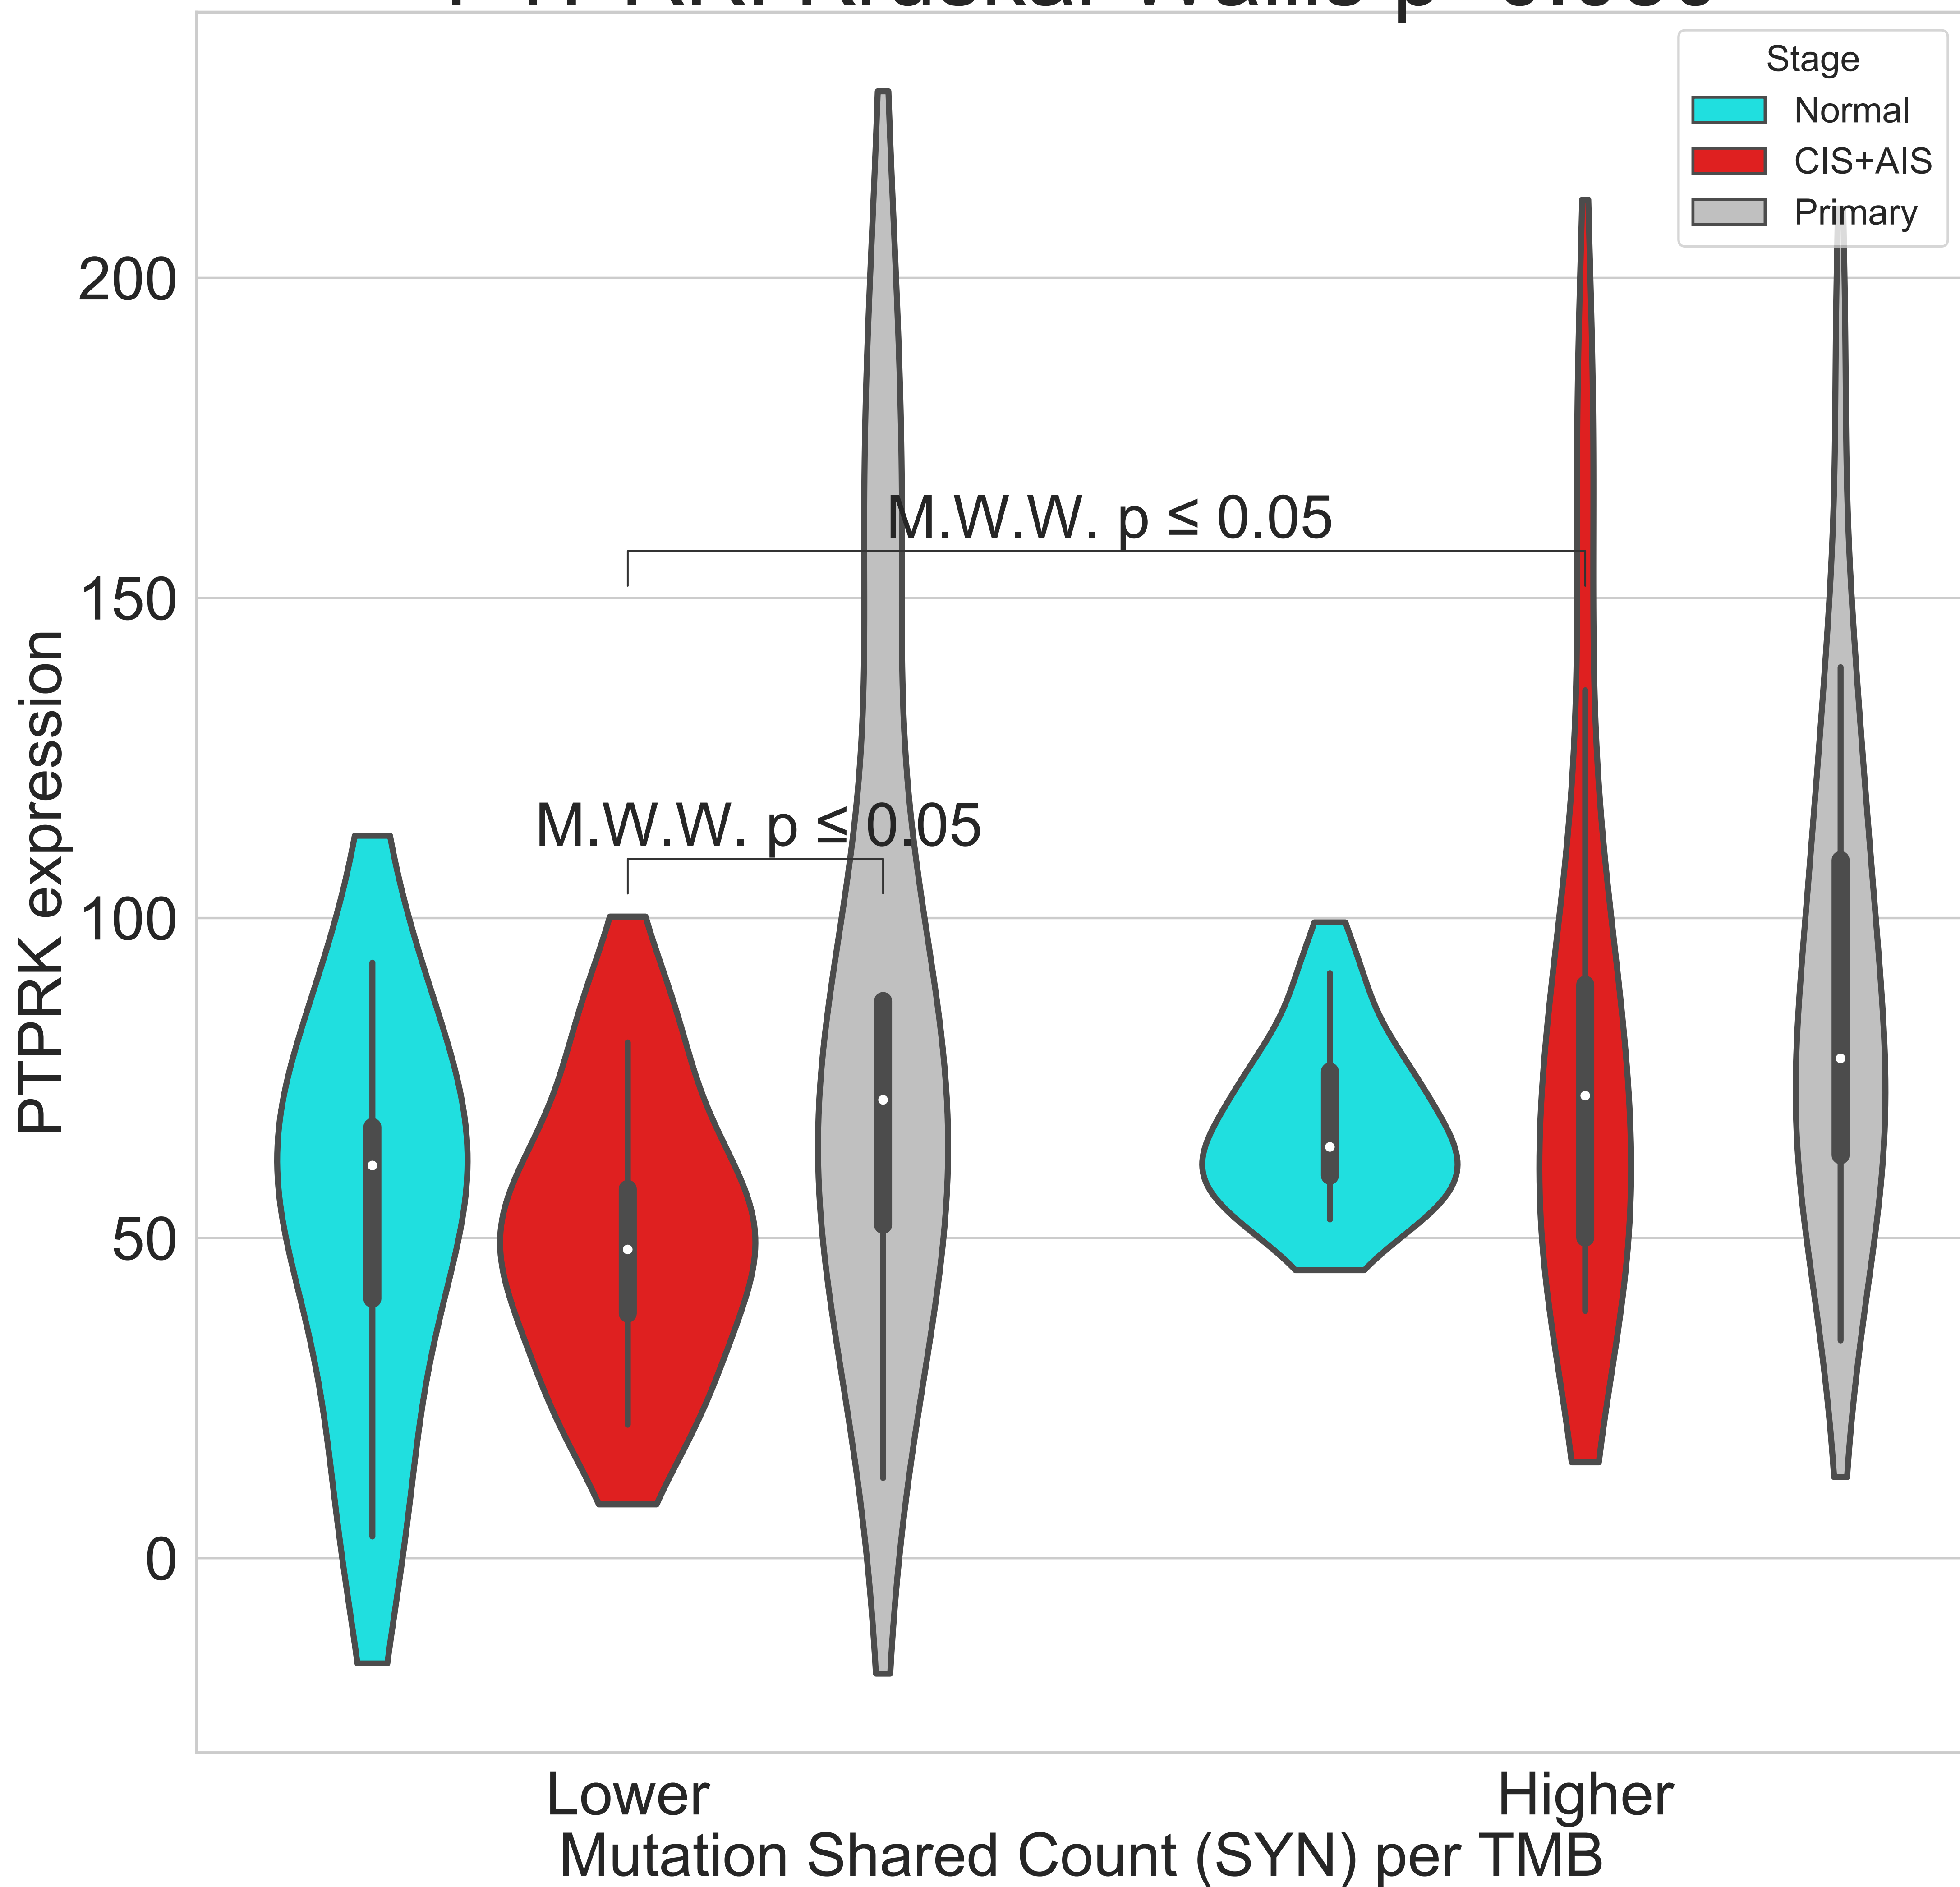 Stage
Normal
CIS+AIS
Primary
200
150
100
50
0
PTPRK expression
M.W.W. p ≤ 0.05
M.W.W. p ≤ 0.05
Lower
Higher
Mutation Shared Count (SYN) per TMB